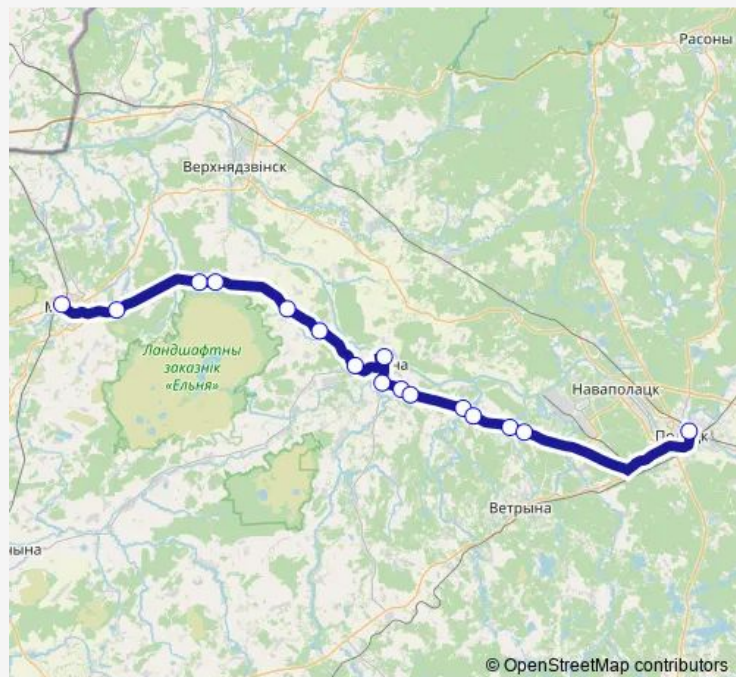 Расоны
Верхнядзвінск
Ландшафтны
заказнік
«Ельня»
Наваполацк
Ветрына
© OpenStreetMap contributors